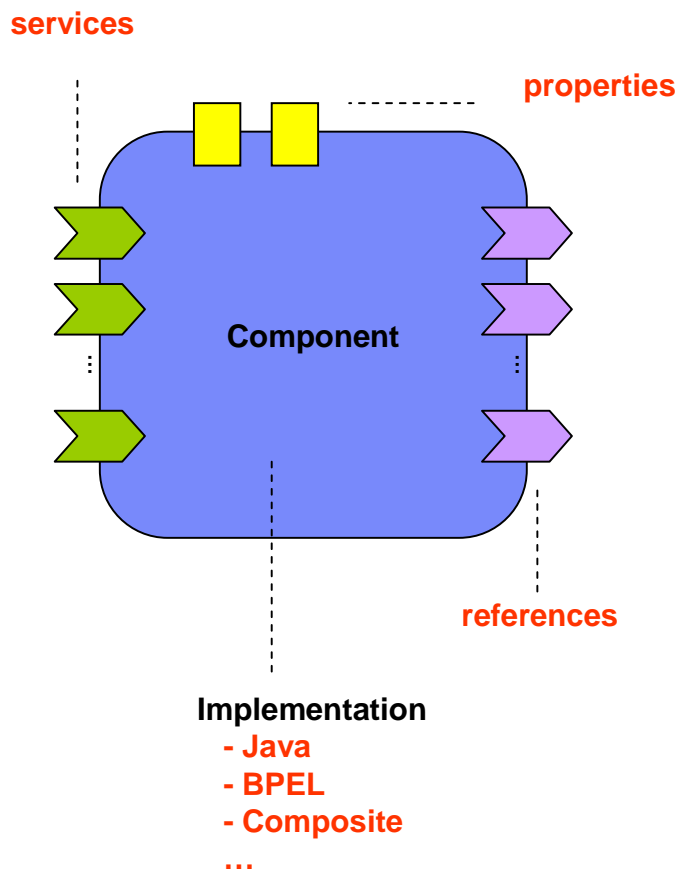 services
properties
Component
...
...
references
Implementation
- Java
- BPEL
- Composite
…